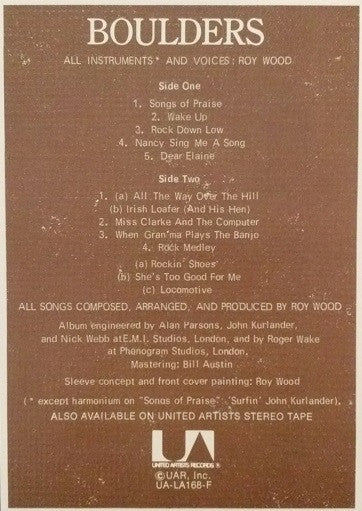 BOULDERS
ALL INSTRUMENTS* AND VOICES: ROY WOOD
Side One
1. Songs of Praise
2. Wake Up
3. Rock Down Low
4. Nancy Sing Me A Song
5. Dear Elaine
Side Two
1. (a) All The Way Over The Hill
(b) Irish Loafer (And His Hen)
2. Miss Clarke And The Computer
3. When Gran'ma Plays The Banjo
4. Rock Medley
(a) Rockin' Shoes
(b) She's Too Good For Me
(c) Locomotive
ALL SONGS COMPOSED, ARRANGED, AND PRODUCED BY ROY WOOD
Album engineered by Alan Parsons, John Kurlander,
and Nick Webb at E.M.I. Studios, London, and by Roger Wake
at Phonogram Studios, London,
Mastering: Bill Austin
Sleeve concept and front cover painting: Roy Wood
(* except harmonium on "Songs of Praise" 'Surfin' John Kurlander).
ALSO AVAILABLE ON UNITED ARTISTS STEREO TAPE
UA
UNITED ARTISTS RECORDS ®
©UAR, Inc.
UA-LA168-F